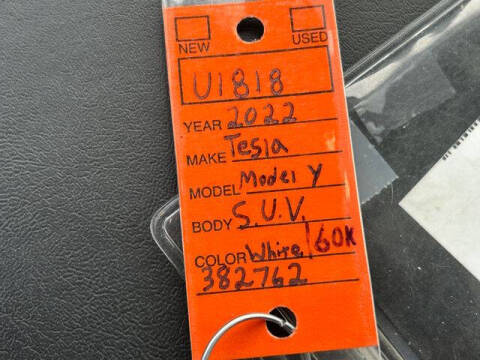 NEW USED
U1818
YEAR 2022
MAKE Tesla
MODEL Model Y
BODY S.U.V.
COLOR White/60K
382762